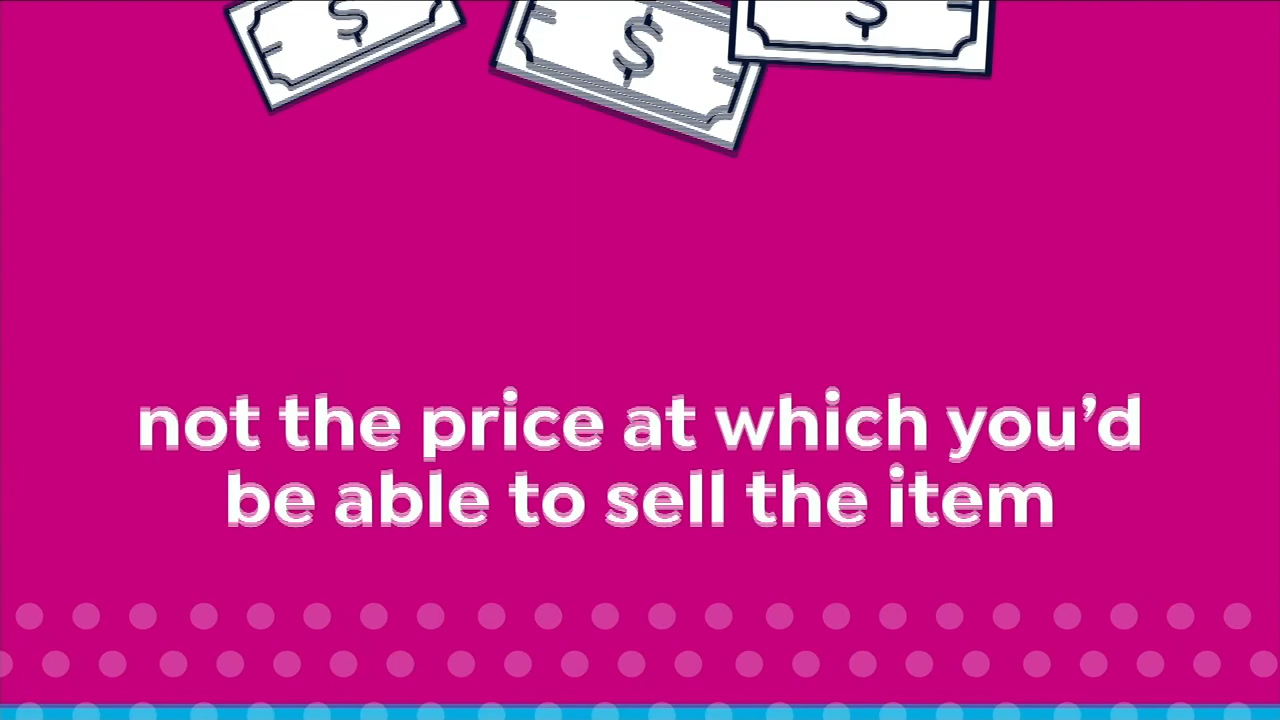 $ $ $
not the price at which you’d
be able to sell the item